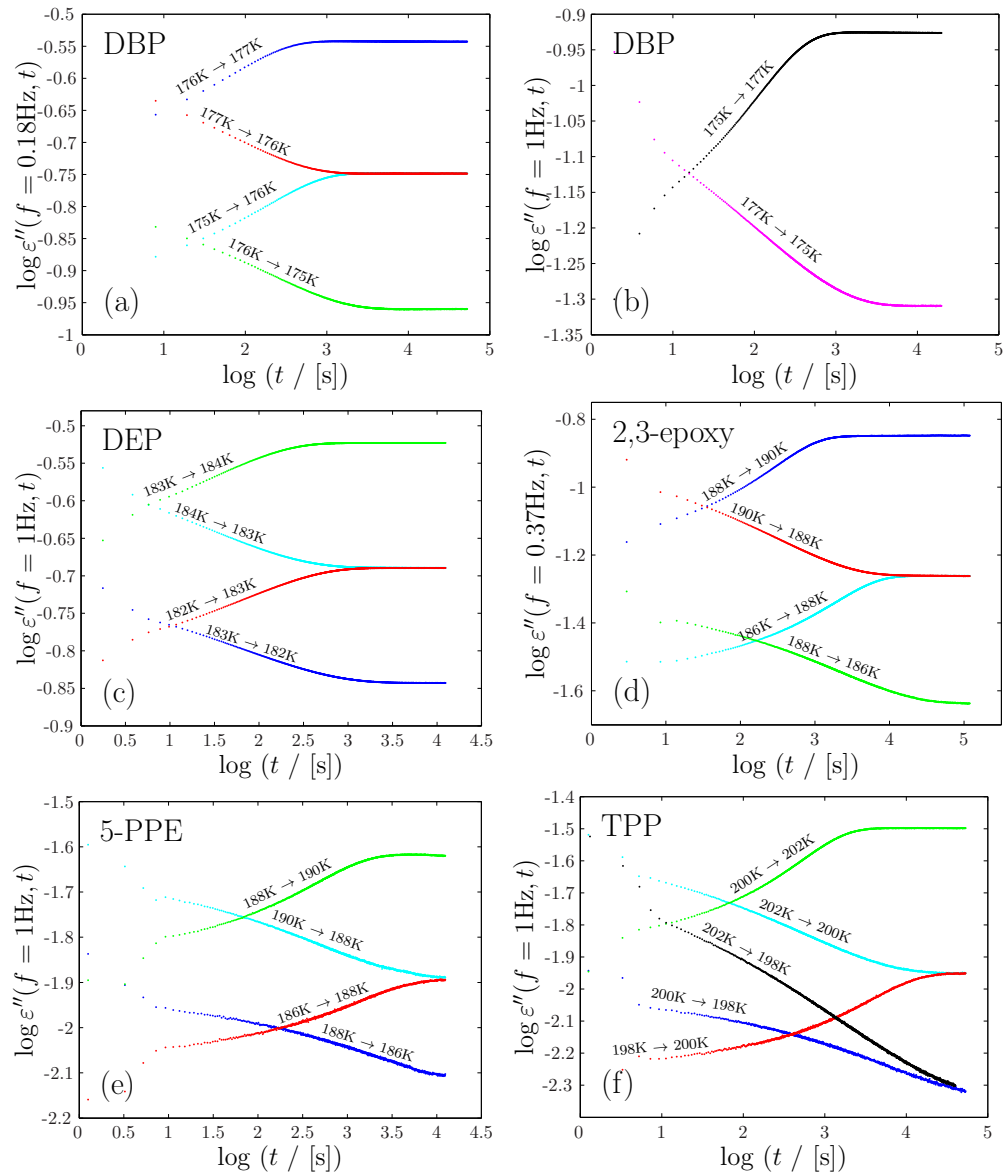 DBP
log ε″(f = 0.18Hz, t)
-0.5
-0.55
-0.6
-0.65
-0.7
-0.75
-0.8
-0.85
-0.9
-0.95
-1
176K → 177K
177K → 176K
175K → 176K
176K → 175K
(a)
0 1 2 3 4 5
log (t / [s])
DBP
log ε″(f = 1Hz, t)
-0.9
-0.95
-1
-1.05
-1.1
-1.15
-1.2
-1.25
-1.3
-1.35
175K → 177K
177K → 175K
(b)
0 1 2 3 4 5
log (t / [s])
DEP
log ε″(f = 1Hz, t)
-0.5
-0.55
-0.6
-0.65
-0.7
-0.75
-0.8
-0.85
-0.9
183K → 184K
184K → 183K
182K → 183K
183K → 182K
(c)
0 0.5 1 1.5 2 2.5 3 3.5 4 4.5
log (t / [s])
2,3-epoxy
log ε″(f = 0.37Hz, t)
-0.8
-1
-1.2
-1.4
-1.6
188K → 190K
190K → 188K
186K → 188K
188K → 186K
(d)
0 1 2 3 4 5
log (t / [s])
5-PPE
log ε″(f = 1Hz, t)
-1.5
-1.6
-1.7
-1.8
-1.9
-2
-2.1
-2.2
188K → 190K
190K → 188K
186K → 188K
188K → 186K
(e)
0 0.5 1 1.5 2 2.5 3 3.5 4 4.5
log (t / [s])
TPP
log ε″(f = 1Hz, t)
-1.4
-1.5
-1.6
-1.7
-1.8
-1.9
-2
-2.1
-2.2
-2.3
200K → 202K
202K → 200K
202K → 198K
200K → 198K
198K → 200K
(f)
0 1 2 3 4 5
log (t / [s])